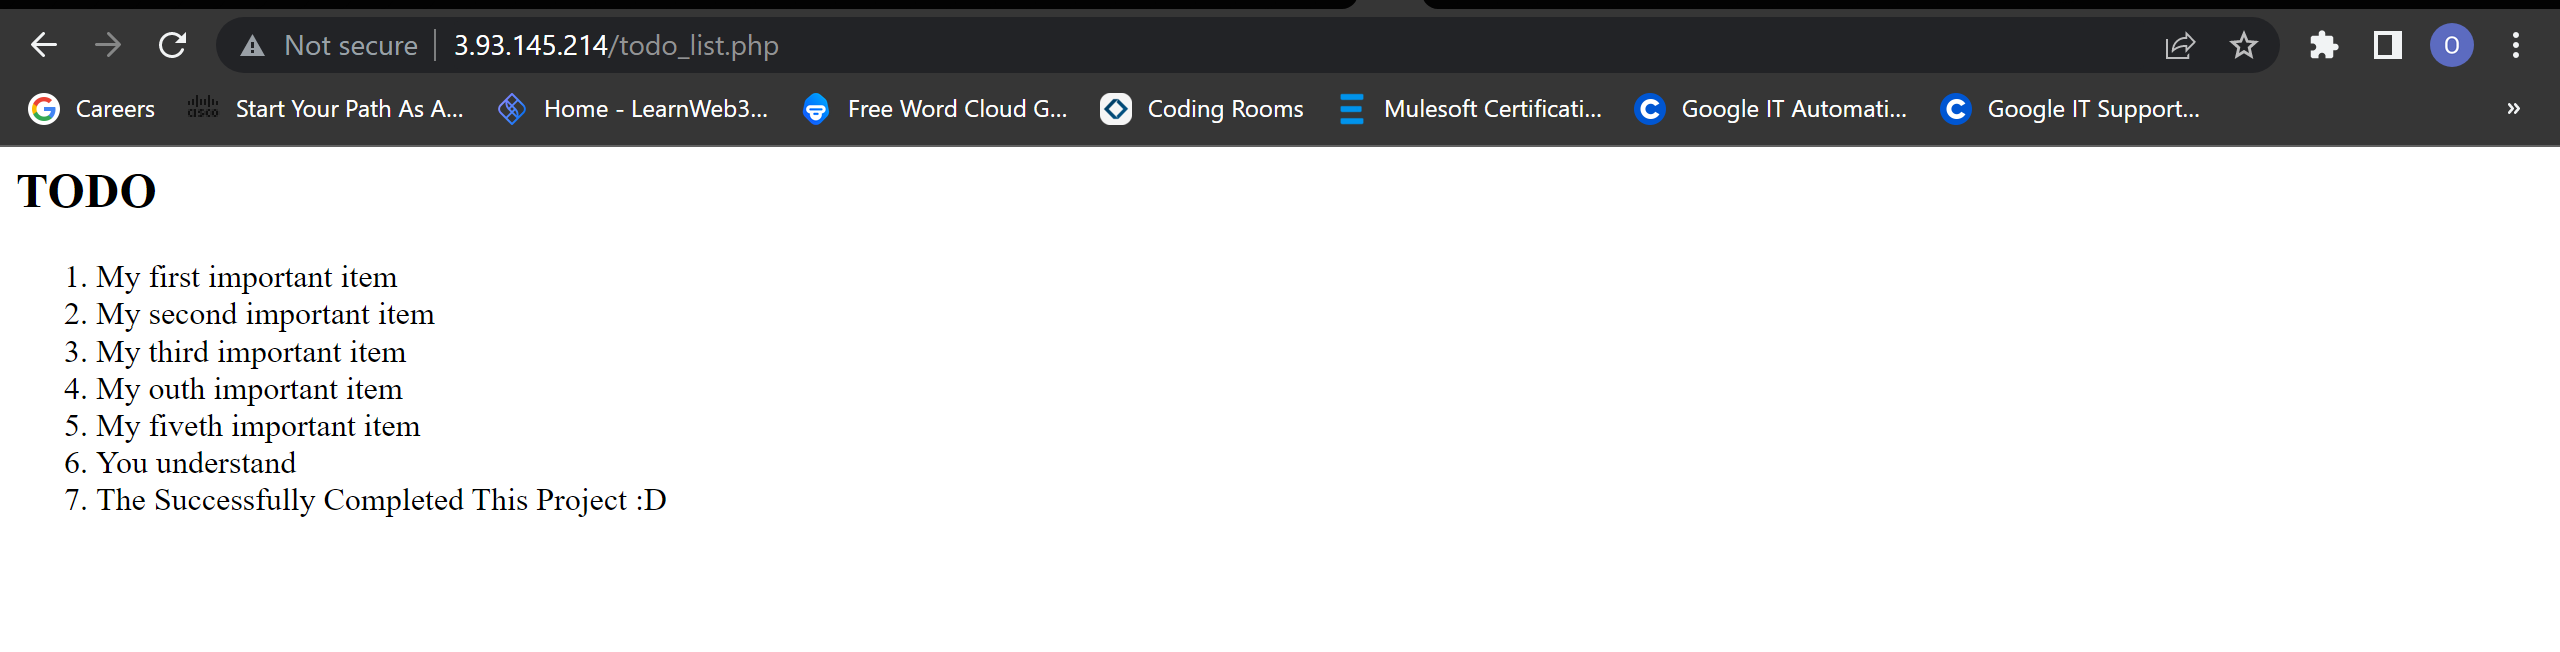 Not secure 3.93.145.214/todo_list.php O
Careers cisco Start Your Path As A... Home - LearnWeb3... Free Word Cloud G... Coding Rooms Mulesoft Certificati... Google IT Automati... Google IT Support... »
TODO
1. My first important item
2. My second important item
3. My third important item
4. My outh important item
5. My fiveth important item
6. You understand
7. The Successfully Completed This Project :D